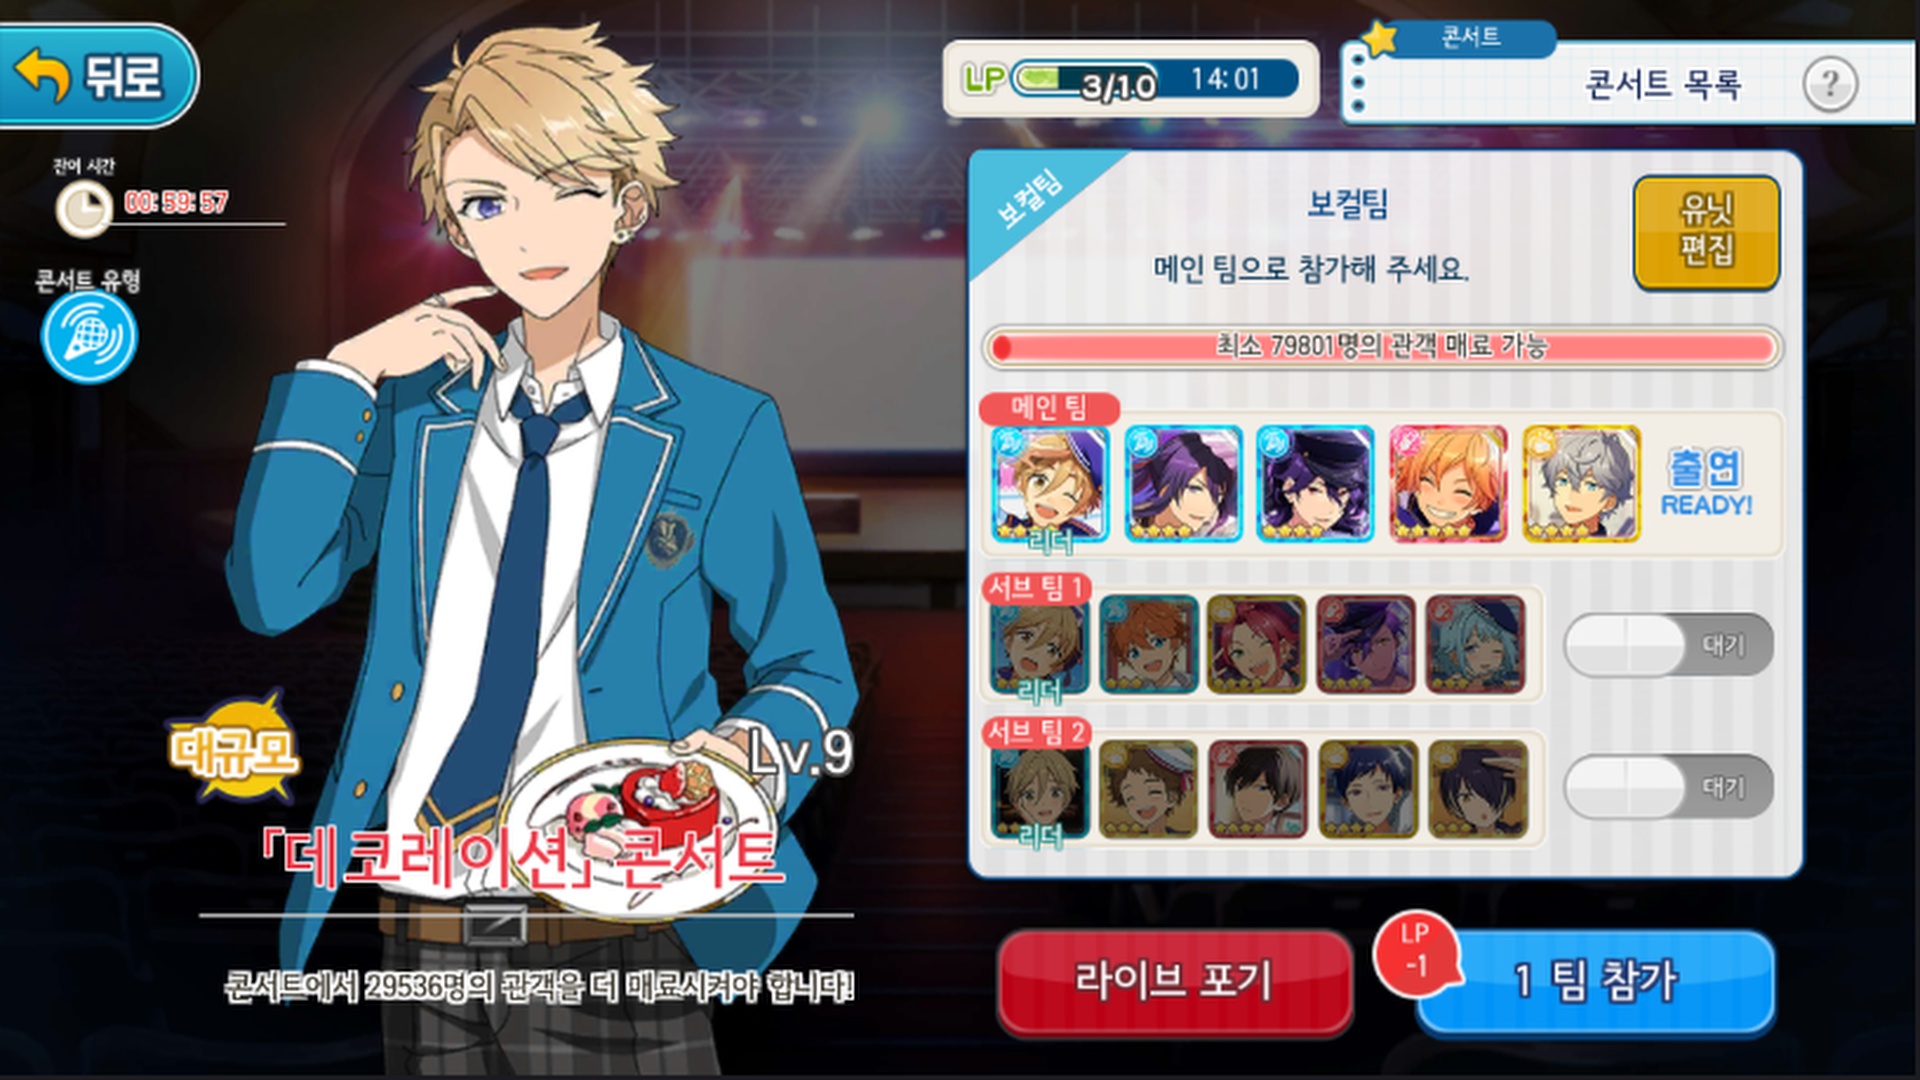 뒤로
LP 3/10 14:01
콘서트
콘서트 목록
?
잔여 시간
00:59:57
콘서트 유형
보컬팀
보컬팀
메인 팀으로 참가해 주세요.
유닛
편집
최소 79801명의 관객 매료 가능
메인 팀
리더
출연
READY!
서브 팀 1
리더
대기
서브 팀 2
리더
대기
대규모
Lv.9
「데코레이션」 콘서트
콘서트에서 29536명의 관객을 더 매료시켜야 합니다!
라이브 포기
LP
-1
1 팀 참가